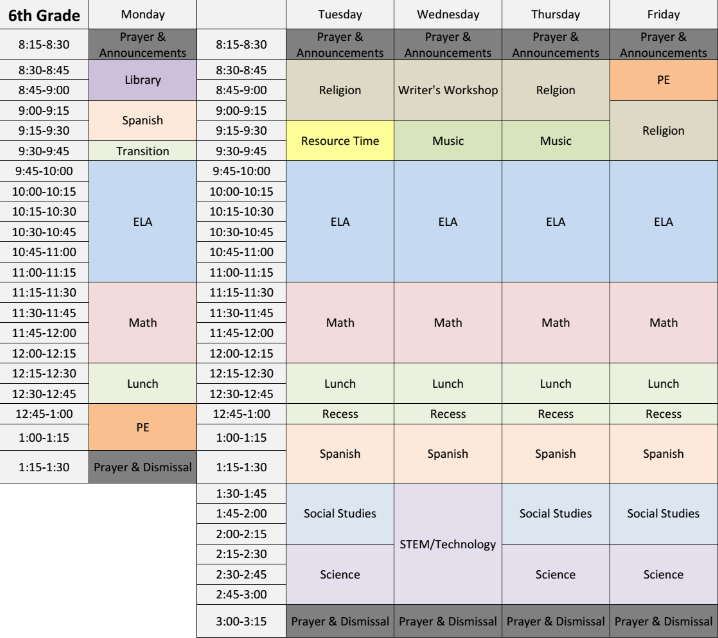 6th Grade Monday Tuesday Wednesday Thursday Friday
8:15-8:30 Prayer & Announcements 8:15-8:30 Prayer & Announcements Prayer & Announcements Prayer & Announcements Prayer & Announcements
8:30-8:45 8:30-8:45
Library PE
8:45-9:00 8:45-9:00 Religion Writer's Workshop Relgion
9:00-9:15 9:00-9:15
Spanish
9:15-9:30 9:15-9:30 Religion
Resource Time Music Music
9:30-9:45 Transition 9:30-9:45
9:45-10:00 9:45-10:00
10:00-10:15 10:00-10:15
10:15-10:30 10:15-10:30
ELA ELA ELA ELA ELA
10:30-10:45 10:30-10:45
10:45-11:00 10:45-11:00
11:00-11:15 11:00-11:15
11:15-11:30 11:15-11:30
11:30-11:45 11:30-11:45
Math Math Math Math Math
11:45-12:00 11:45-12:00
12:00-12:15 12:00-12:15
12:15-12:30 12:15-12:30
Lunch Lunch Lunch Lunch Lunch
12:30-12:45 12:30-12:45
12:45-1:00 12:45-1:00 Recess Recess Recess Recess
PE
1:00-1:15 1:00-1:15
Spanish Spanish Spanish Spanish
1:15-1:30 Prayer & Dismissal 1:15-1:30
1:30-1:45
1:45-2:00 Social Studies Social Studies Social Studies
2:00-2:15
STEM/Technology
2:15-2:30
2:30-2:45 Science Science Science
2:45-3:00
3:00-3:15 Prayer & Dismissal Prayer & Dismissal Prayer & Dismissal Prayer & Dismissal